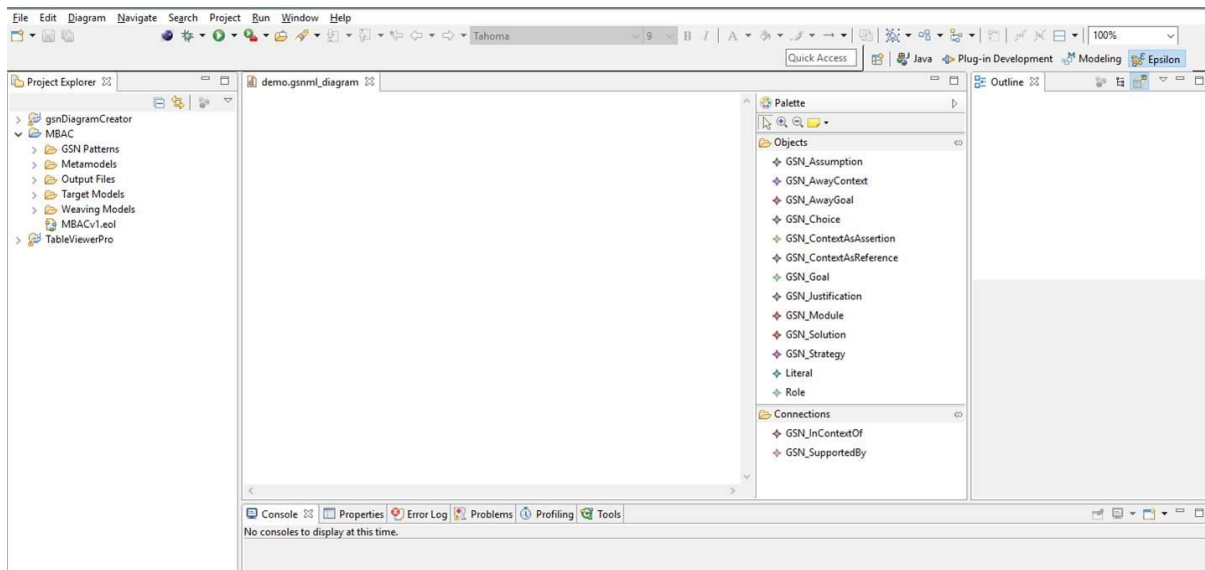 File Edit Diagram Navigate Search Project Run Window Help
Tahoma 9 B I A 100%
Quick Access Java Plug-in Development Modeling Epsilon
Project Explorer
gsnDiagramCreator
MBAC
GSN Patterns
Metamodels
Output Files
Target Models
Weaving Models
MBACv1.eol
TableViewerPro
demo.gsnml_diagram
Palette
Objects
GSN_Assumption
GSN_AwayContext
GSN_AwayGoal
GSN_Choice
GSN_ContextAsAssertion
GSN_ContextAsReference
GSN_Goal
GSN_Justification
GSN_Module
GSN_Solution
GSN_Strategy
Literal
Role
Connections
GSN_InContextOf
GSN_SupportedBy
Outline
Console Properties Error Log Problems Profiling Tools
No consoles to display at this time.